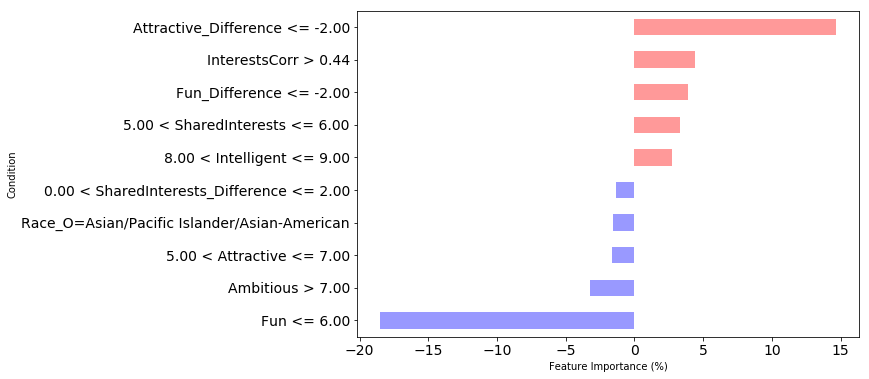 Attractive_Difference <= -2.00
InterestsCorr > 0.44
Fun_Difference <= -2.00
5.00 < SharedInterests <= 6.00
8.00 < Intelligent <= 9.00
0.00 < SharedInterests_Difference <= 2.00
Race_O=Asian/Pacific Islander/Asian-American
5.00 < Attractive <= 7.00
Ambitious > 7.00
Fun <= 6.00
Condition
−20 −15 −10 −5 0 5 10 15
Feature Importance (%)